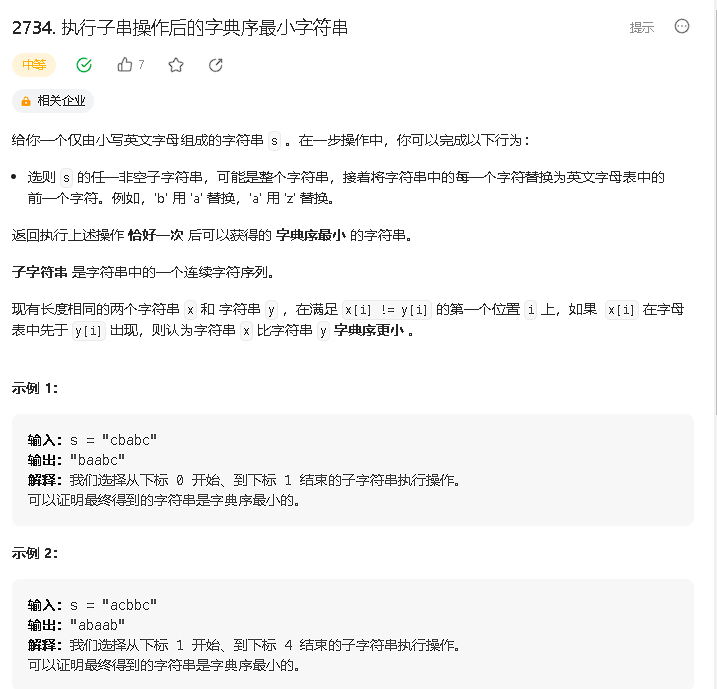 2734. 执行子串操作后的字典序最小字符串
提示
中等
7
相关企业
给你一个仅由小写英文字母组成的字符串 s 。在一步操作中，你可以完成以下行为：
• 选则 s 的任一非空子字符串，可能是整个字符串，接着将字符串中的每一个字符替换为英文字母表中的
前一个字符。例如，'b' 用 'a' 替换，'a' 用 'z' 替换。
返回执行上述操作 恰好一次 后可以获得的 字典序最小 的字符串。
子字符串 是字符串中的一个连续字符序列。
现有长度相同的两个字符串 x 和 字符串 y ，在满足 x[i] != y[i] 的第一个位置 i 上，如果 x[i] 在字母
表中先于 y[i] 出现，则认为字符串 x 比字符串 y 字典序更小 。
示例 1：
输入：s = "cbabc"
输出："baabc"
解释：我们选择从下标 0 开始、到下标 1 结束的子字符串执行操作。
可以证明最终得到的字符串是字典序最小的。
示例 2：
输入：s = "acbbc"
输出："abaab"
解释：我们选择从下标 1 开始、到下标 4 结束的子字符串执行操作。
可以证明最终得到的字符串是字典序最小的。